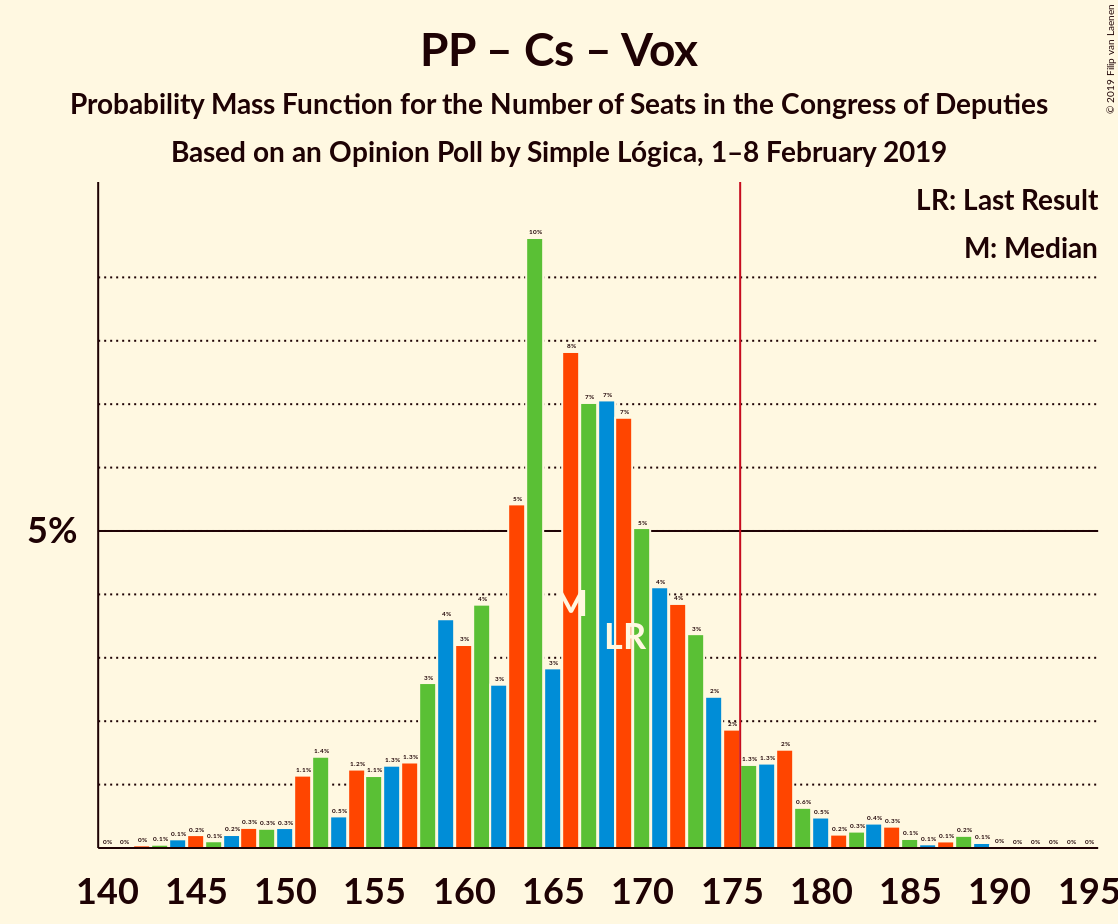 PP – Cs – Vox
Probability Mass Function for the Number of Seats in the Congress of Deputies
Based on an Opinion Poll by Simple Lógica, 1–8 February 2019
© 2019 Filip van Laenen
LR: Last Result
M: Median
5%
0% 0% 0% 0.1% 0.1% 0.2% 0.1% 0.2% 0.3% 0.3% 0.3% 1.1% 1.4% 0.5% 1.2% 1.1% 1.3% 1.3% 3% 4% 3% 4% 3% 5% 10% 3% 8% 7% 7% 7% 5% 4% 4% 3% 2% 2% 1.3% 1.3% 2% 0.6% 0.5% 0.2% 0.3% 0.4% 0.3% 0.1% 0.1% 0.1% 0.2% 0.1% 0% 0% 0% 0% 0% 0%
M
LR
140 145 150 155 160 165 170 175 180 185 190 195